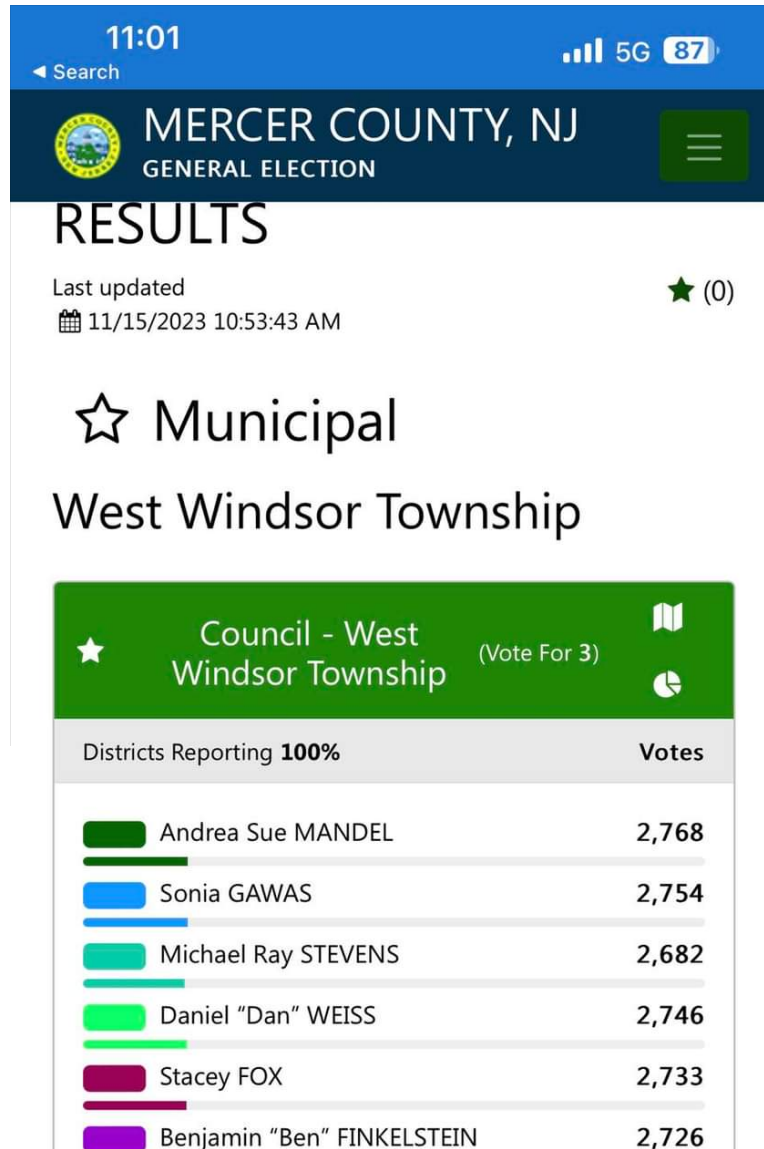 11:01
5G 87
◄ Search
MERCER COUNTY, NJ
GENERAL ELECTION
RESULTS
Last updated
(0)
11/15/2023 10:53:43 AM
Municipal
West Windsor Township
Council - West
Windsor Township
(Vote For 3)
Districts Reporting 100% Votes
Andrea Sue MANDEL 2,768
Sonia GAWAS 2,754
Michael Ray STEVENS 2,682
Daniel “Dan” WEISS 2,746
Stacey FOX 2,733
Benjamin “Ben” FINKELSTEIN 2,726